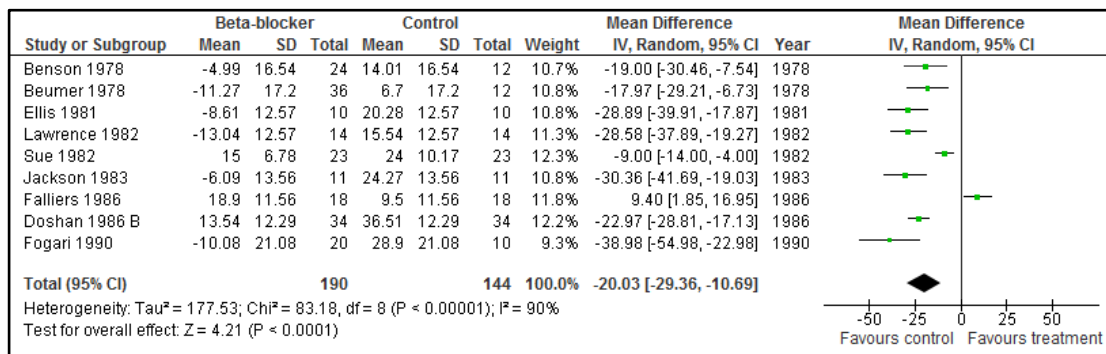 Beta-blocker Control Mean Difference Mean Difference
Study or Subgroup Mean SD Total Mean SD Total Weight IV, Random, 95% CI Year IV, Random, 95% CI
Benson 1978 -4.99 16.54 24 14.01 16.54 12 10.7% -19.00 [-30.46, -7.54] 1978
Beumer 1978 -11.27 17.2 36 6.7 17.2 12 10.8% -17.97 [-29.21, -6.73] 1978
Ellis 1981 -8.61 12.57 10 20.28 12.57 10 10.9% -28.89 [-39.91, -17.87] 1981
Lawrence 1982 -13.04 12.57 14 15.54 12.57 14 11.4% -28.58 [-37.89, -19.27] 1982
Sue 1982 15 6.78 23 24 10.17 23 12.3% -9.00 [-14.00, -4.00] 1982
Jackson 1983 -6.09 13.56 11 24.27 13.56 11 10.8% -30.36 [-41.69, -19.03] 1983
Falliers 1986 18.9 11.56 18 9.5 11.56 18 11.8% 9.40 [1.85, 16.95] 1986
Doshan 1986 B 13.54 12.29 34 36.51 12.29 34 12.2% -22.97 [-28.81, -17.13] 1986
Fogari 1990 -10.08 21.08 20 28.9 21.08 10 9.3% -38.98 [-54.98, -22.98] 1990
Total (95% CI) 190 144 100.0% -20.03 [-29.36, -10.69]
Heterogeneity: Tau² = 177.53; Chi² = 83.18, df = 8 (P < 0.00001); I² = 90%
Test for overall effect: Z = 4.21 (P < 0.0001)
-50 -25 0 25 50
Favours control Favours treatment